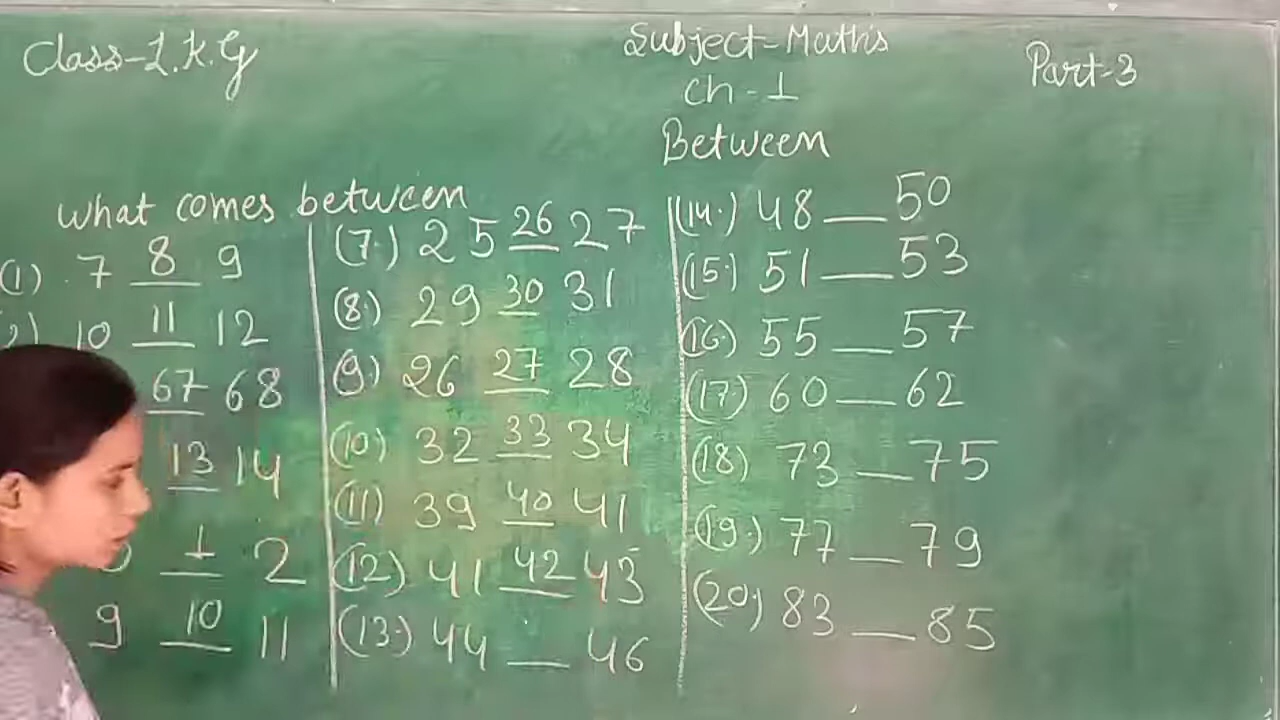 Class-L.K.G
Subject-Maths
Part-3
Ch-1
Between
What comes between
(1) 7 8 9
10 11 12
67 68
13 14
1 2
9 10 11
(7.) 25 26 27
(8.) 29 30 31
(9.) 26 27 28
(10) 32 33 34
(11) 39 40 41
(12) 41 42 43
(13.) 44 __ 46
(14.) 48 __ 50
(15.) 51 __ 53
(16.) 55 __ 57
(17.) 60 __ 62
(18) 73 __ 75
(19.) 77 __ 79
(20.) 83 __ 85